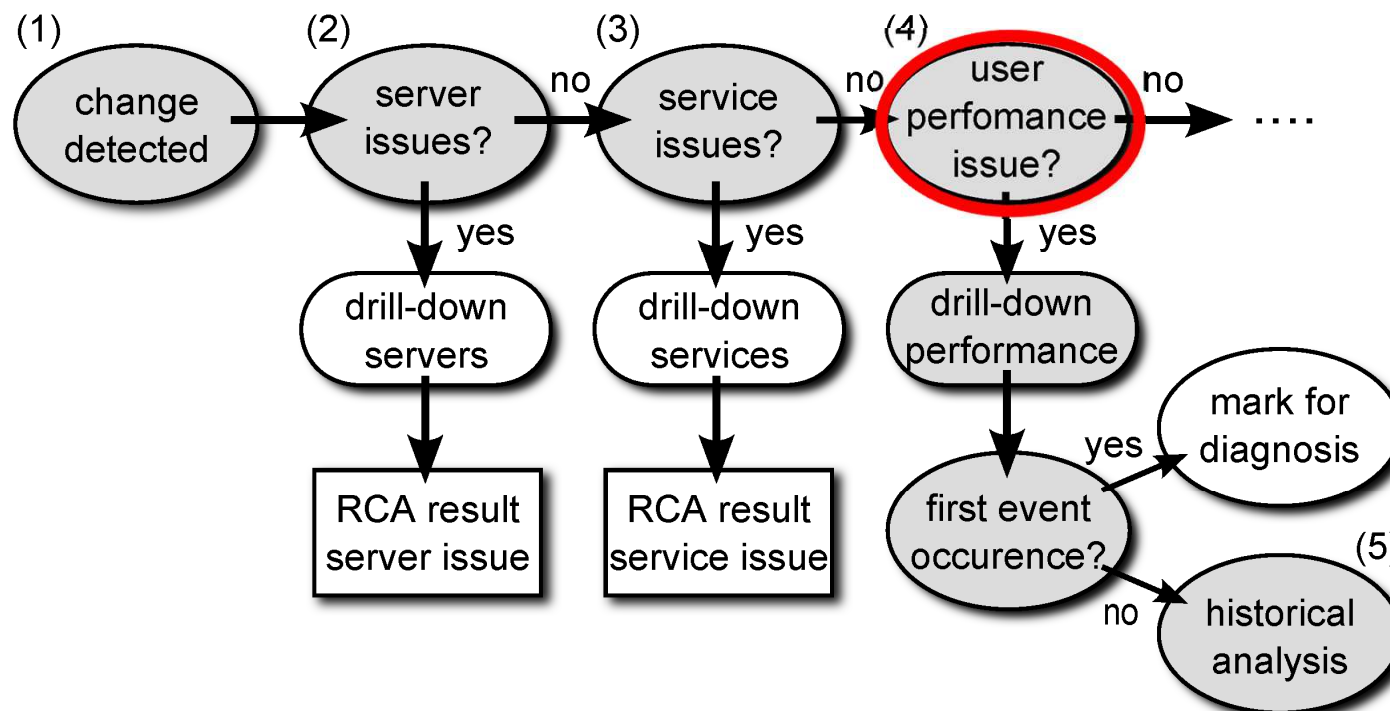 (1)
change
detected
(2)
server
issues?
no
(3)
service
issues?
no
(4)
user
perfomance
issue?
no
....
yes
drill-down
servers
RCA result
server issue
yes
drill-down
services
RCA result
service issue
yes
drill-down
performance
first event
occurence?
yes
mark for
diagnosis
no
(5)
historical
analysis